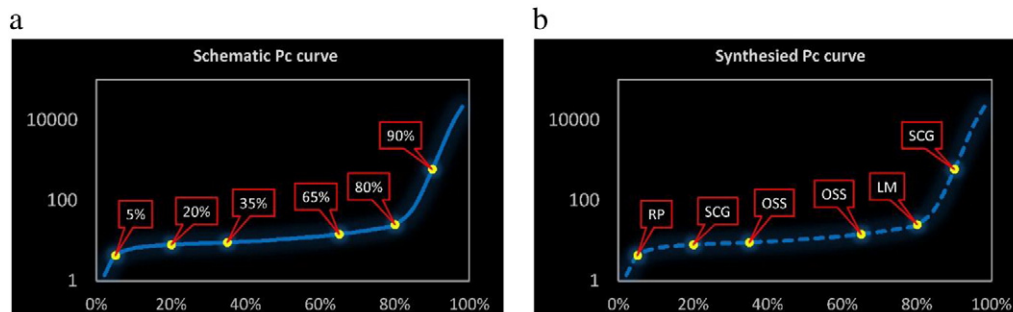 a
Schematic Pc curve
10000
100
1
5%
20%
35%
65%
80%
90%
0%
20%
40%
60%
80%
100%
b
Synthesied Pc curve
10000
100
1
RP
SCG
OSS
OSS
LM
SCG
0%
20%
40%
60%
80%
100%